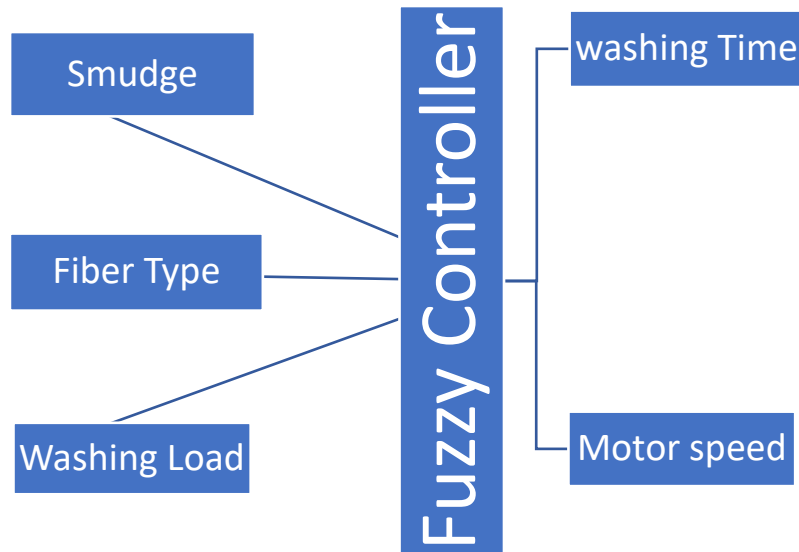 Smudge
Fiber Type
Washing Load
Fuzzy Controller
washing Time
Motor speed